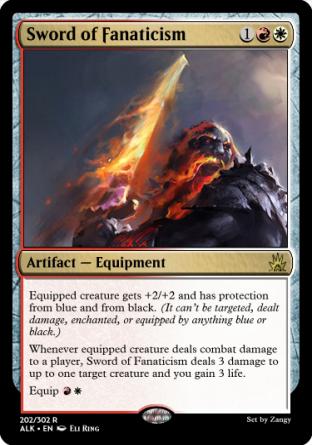 Sword of Fanaticism 1
Artifact — Equipment
Equipped creature gets +2/+2 and has protection
from blue and from black. (It can't be targeted, dealt
damage, enchanted, or equipped by anything blue or
black.)
Whenever equipped creature deals combat damage
to a player, Sword of Fanaticism deals 3 damage to
up to one target creature and you gain 3 life.
Equip
202/302 R
ALK • EN Eli Ring
Set by Zangy